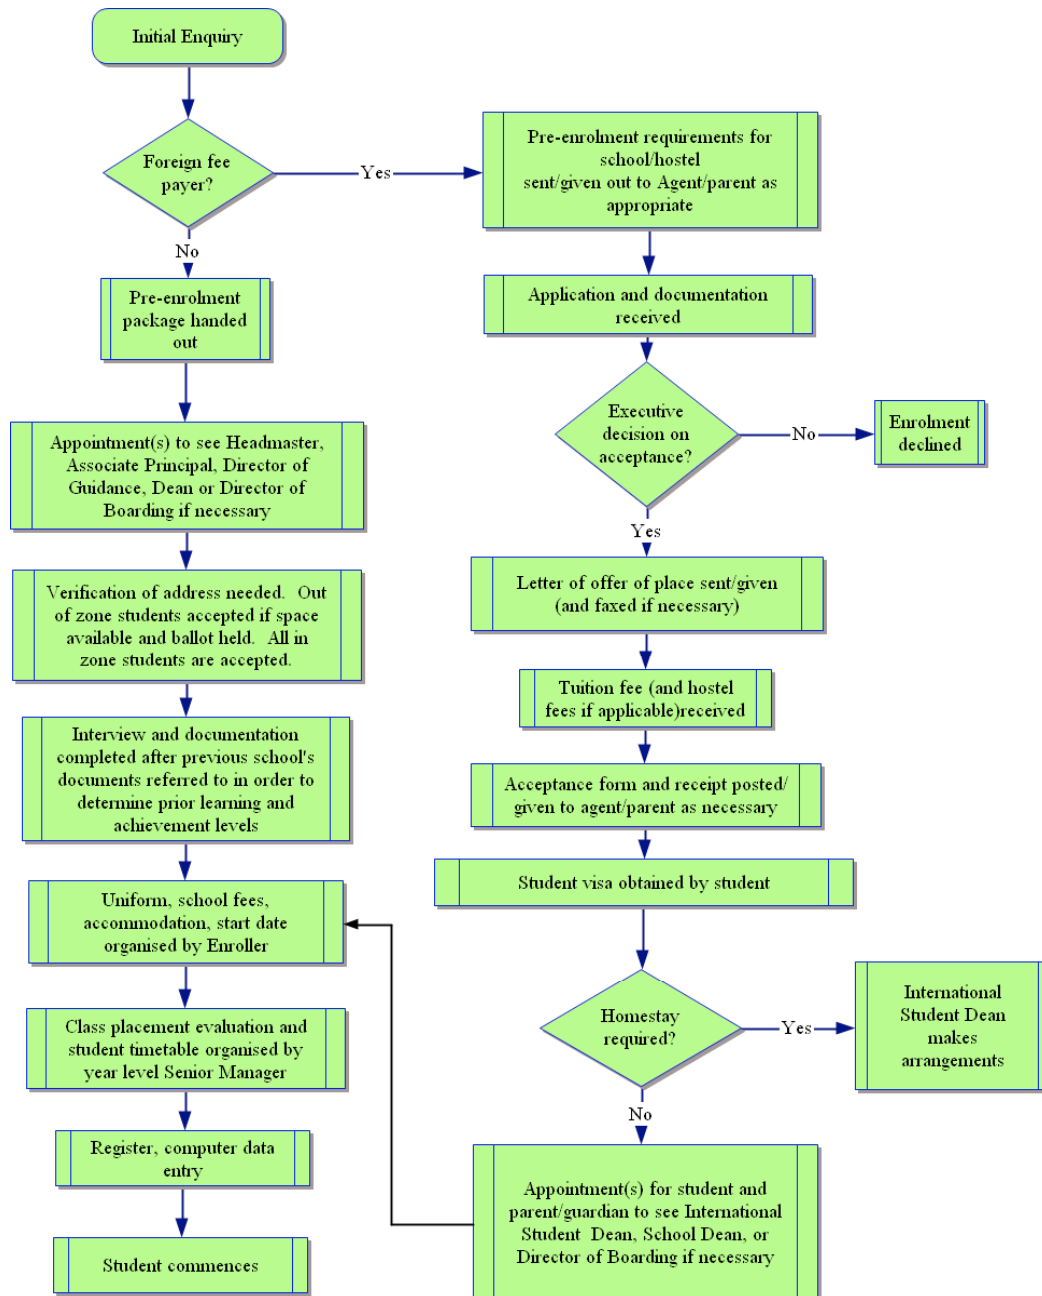 Initial Enquiry
Foreign fee
payer?
Yes
No
Pre-enrolment
package handed
out
Appointment(s) to see Headmaster,
Associate Principal, Director of
Guidance, Dean or Director of
Boarding if necessary
Verification of address needed. Out
of zone students accepted if space
available and ballot held. All in
zone students are accepted.
Interview and documentation
completed after previous school's
documents referred to in order to
determine prior learning and
achievement levels
Uniform, school fees,
accommodation, start date
organised by Enroller
Class placement evaluation and
student timetable organised by
year level Senior Manager
Register, computer data
entry
Student commences
Pre-enrolment requirements for
school/hostel
sent/given out to Agent/parent as
appropriate
Application and documentation
received
Executive
decision on
acceptance?
No
Enrolment
declined
Yes
Letter of offer of place sent/given
(and faxed if necessary)
Tuition fee (and hostel
fees if applicable)received
Acceptance form and receipt posted/
given to agent/parent as necessary
Student visa obtained by student
Homestay
required?
Yes
International
Student Dean
makes
arrangements
No
Appointment(s) for student and
parent/guardian to see International
Student Dean, School Dean, or
Director of Boarding if necessary